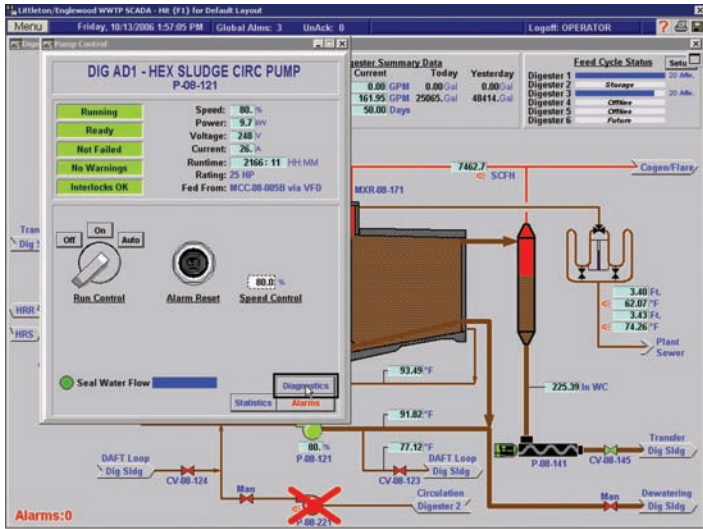 Littleton/Englewood WWTP SCADA - Hit {F1} for Default Layout
Menu Friday, 10/13/2006 1:57:05 PM Global Alms: 3 UnAck: 0 Logoff: OPERATOR ?
Pump Control
DIG AD1 - HEX SLUDGE CIRC PUMP
P-08-121
Running
Ready
Not Failed
No Warnings
Interlocks OK
Speed: 80. %
Power: 9.7 kW
Voltage: 248 V
Current: 26. A
Runtime: 2166: 11 HH:MM
Rating: 25 HP
Fed From: MCC-08-005B via VFD
Off On Auto
Run Control
Alarm Reset
80.0 %
Speed Control
Seal Water Flow
Diagnostics
Statistics Alarms
gester Summary Data
Current Today Yesterday
0.00 GPM 0.00 Gal 0.00 Gal
161.95 GPM 25065. Gal 48414. Gal
50.00 Days
Feed Cycle Status Setu
Digester 1 20 Min.
Digester 2 Storage
Digester 3 20 Min.
Digester 4 Offline
Digester 5 Offline
Digester 6 Future
7462.7 SCFH
Cogen/Flare
MXR-08-171
Tran
Dig S
HRR
HRS
3.40 Ft.
62.07 °F
3.43 Ft.
74.26 °F
Plant
Sewer
93.49 °F
225.39 In WC
91.82 °F
80. %
P-08-121
77.12 °F
DAFT Loop
Dig Sldg
CV-08-124
CV-08-123
DAFT Loop
Dig Sldg
P-08-141
CV-08-145
Transfer
Dig Sldg
Man
P-08-221
Circulation
Digester 2
Man
Dewatering
Dig Sldg
Alarms:0